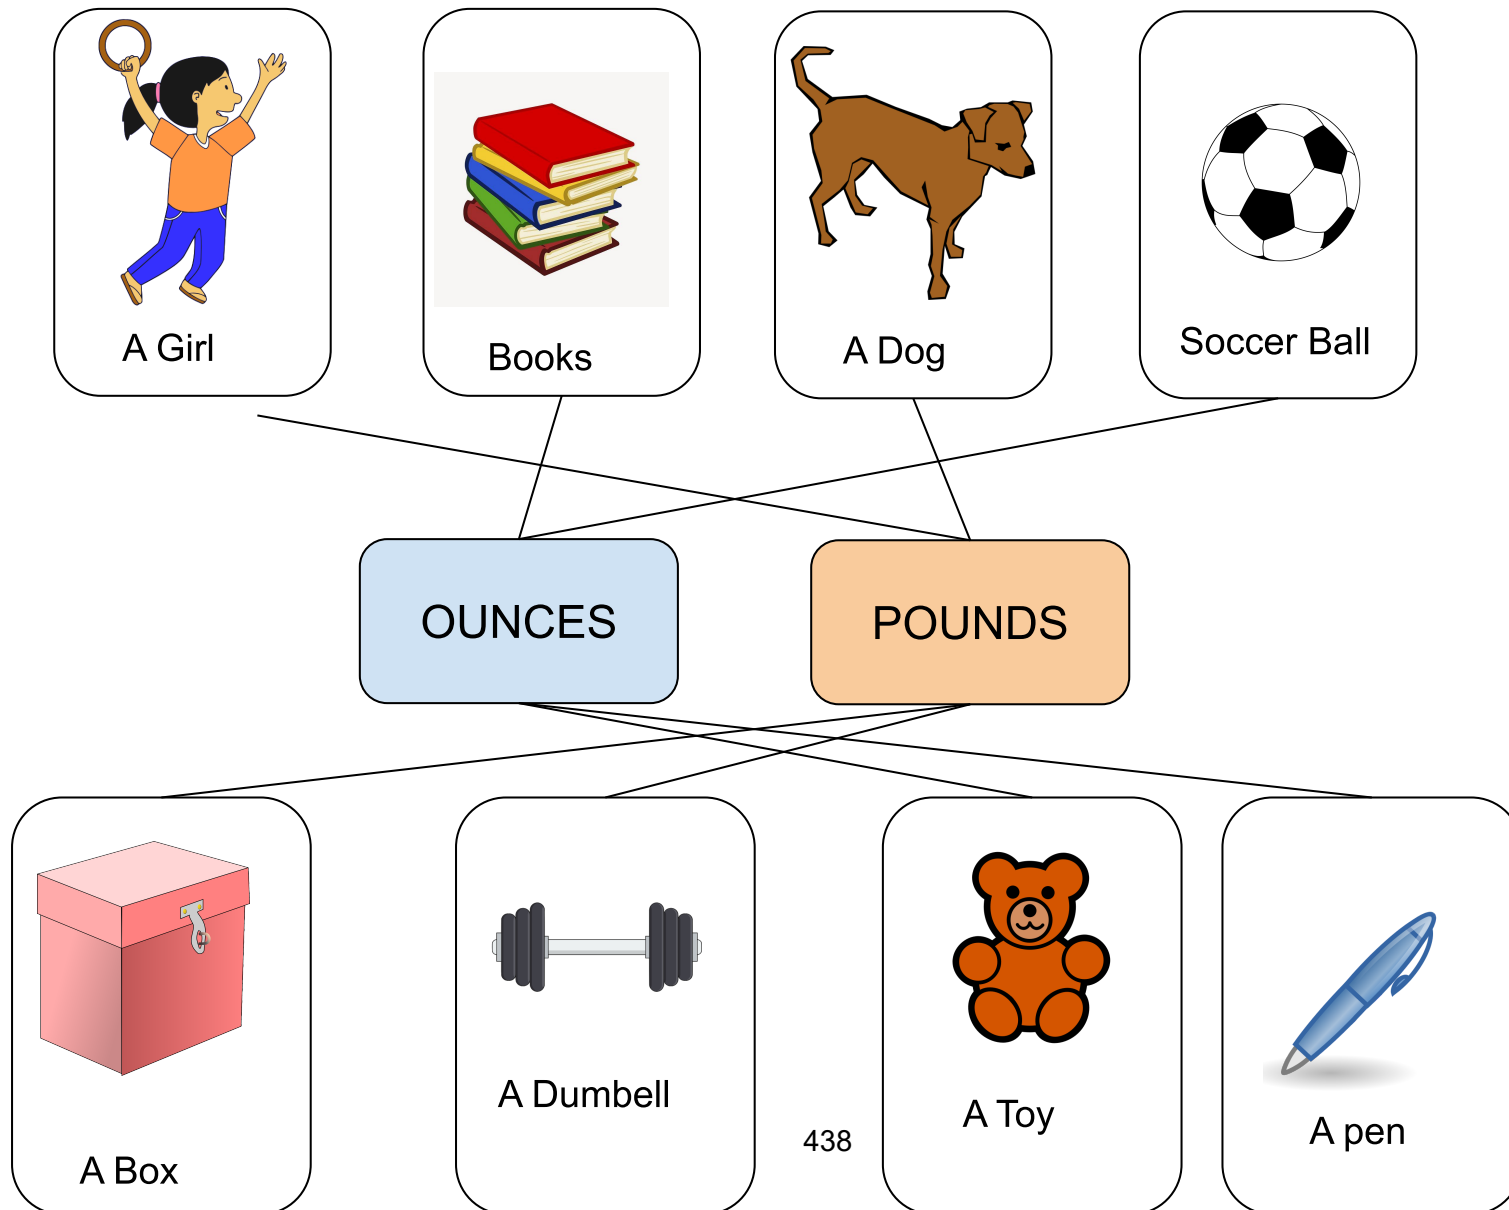 A Girl
Books
A Dog
Soccer Ball
OUNCES
POUNDS
A Box
A Dumbell
438
A Toy
A pen